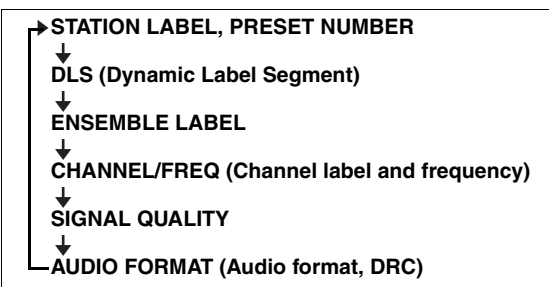 STATION LABEL, PRESET NUMBER
DLS (Dynamic Label Segment)
ENSEMBLE LABEL
CHANNEL/FREQ (Channel label and frequency)
SIGNAL QUALITY
AUDIO FORMAT (Audio format, DRC)